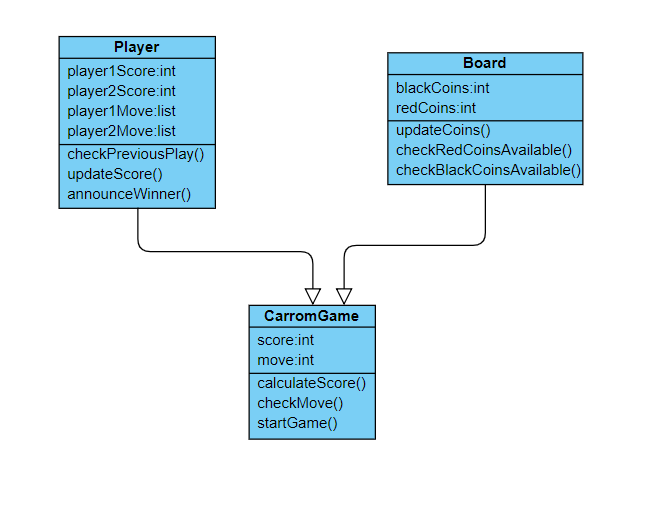 Player
player1Score:int
player2Score:int
player1Move:list
player2Move:list
checkPreviousPlay()
updateScore()
announceWinner()
Board
blackCoins:int
redCoins:int
updateCoins()
checkRedCoinsAvailable()
checkBlackCoinsAvailable()
CarromGame
score:int
move:int
calculateScore()
checkMove()
startGame()